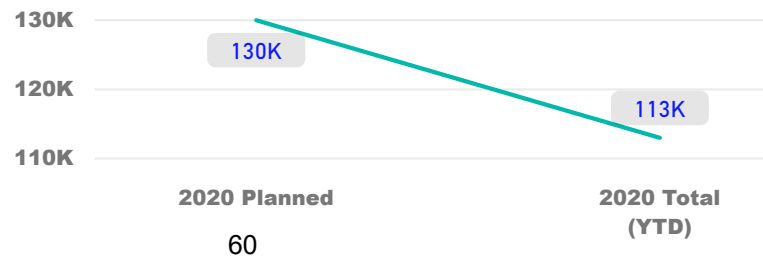 130K
130K
120K
113K
110K
2020 Planned
2020 Total
(YTD)
60